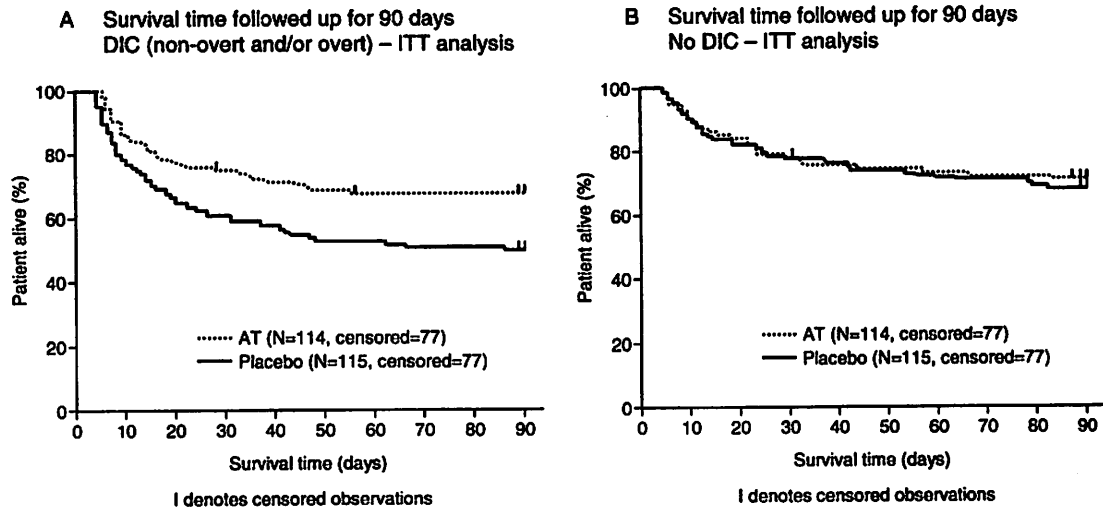 A Survival time followed up for 90 days
DIC (non-overt and/or overt) – ITT analysis
100
80
60
40
20
0
Patient alive (%)
AT (N=114, censored=77)
Placebo (N=115, censored=77)
0 10 20 30 40 50 60 70 80 90
Survival time (days)
I denotes censored observations
B Survival time followed up for 90 days
No DIC – ITT analysis
100
80
60
40
20
0
Patient alive (%)
AT (N=114, censored=77)
Placebo (N=115, censored=77)
0 10 20 30 40 50 60 70 80 90
Survival time (days)
I denotes censored observations